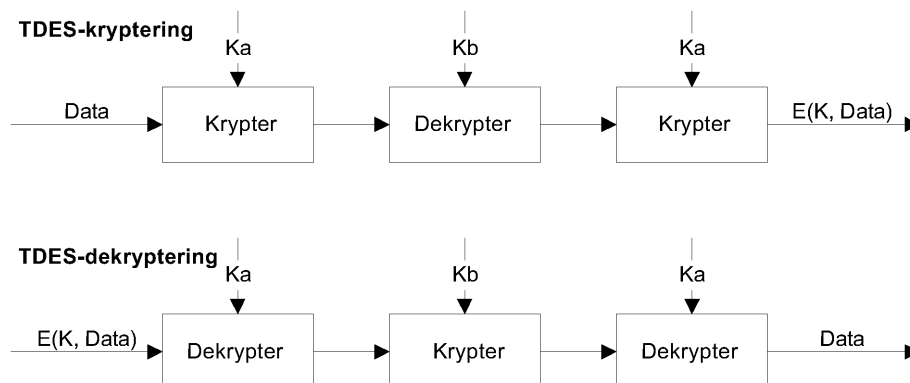 TDES-kryptering
Ka
Kb
Ka
Data
Krypter
Dekrypter
Krypter
E(K, Data)
TDES-dekryptering
Ka
Kb
Ka
E(K, Data)
Dekrypter
Krypter
Dekrypter
Data